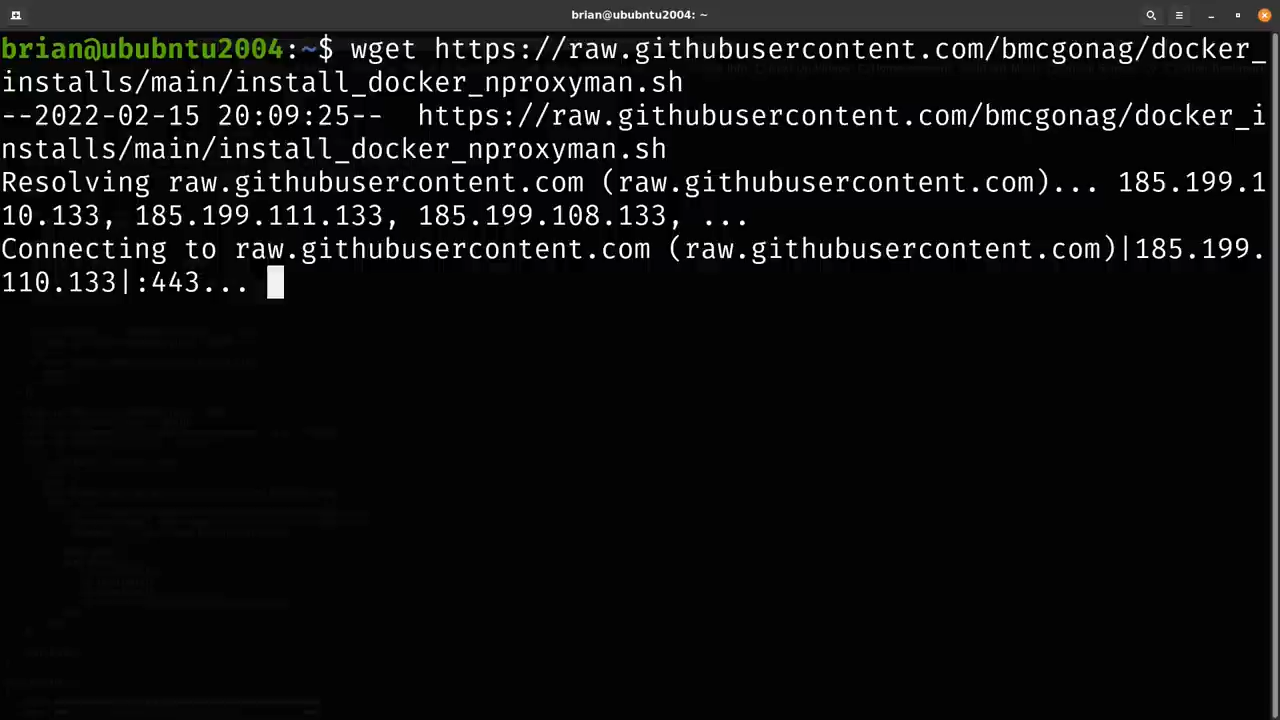 brian@ububntu2004: ~
brian@ububntu2004:~$ wget https://raw.githubusercontent.com/bmcgonag/docker_
installs/main/install_docker_nproxyman.sh
--2022-02-15 20:09:25--  https://raw.githubusercontent.com/bmcgonag/docker_i
nstalls/main/install_docker_nproxyman.sh
Resolving raw.githubusercontent.com (raw.githubusercontent.com)... 185.199.1
10.133, 185.199.111.133, 185.199.108.133, ...
Connecting to raw.githubusercontent.com (raw.githubusercontent.com)|185.199.
110.133|:443...